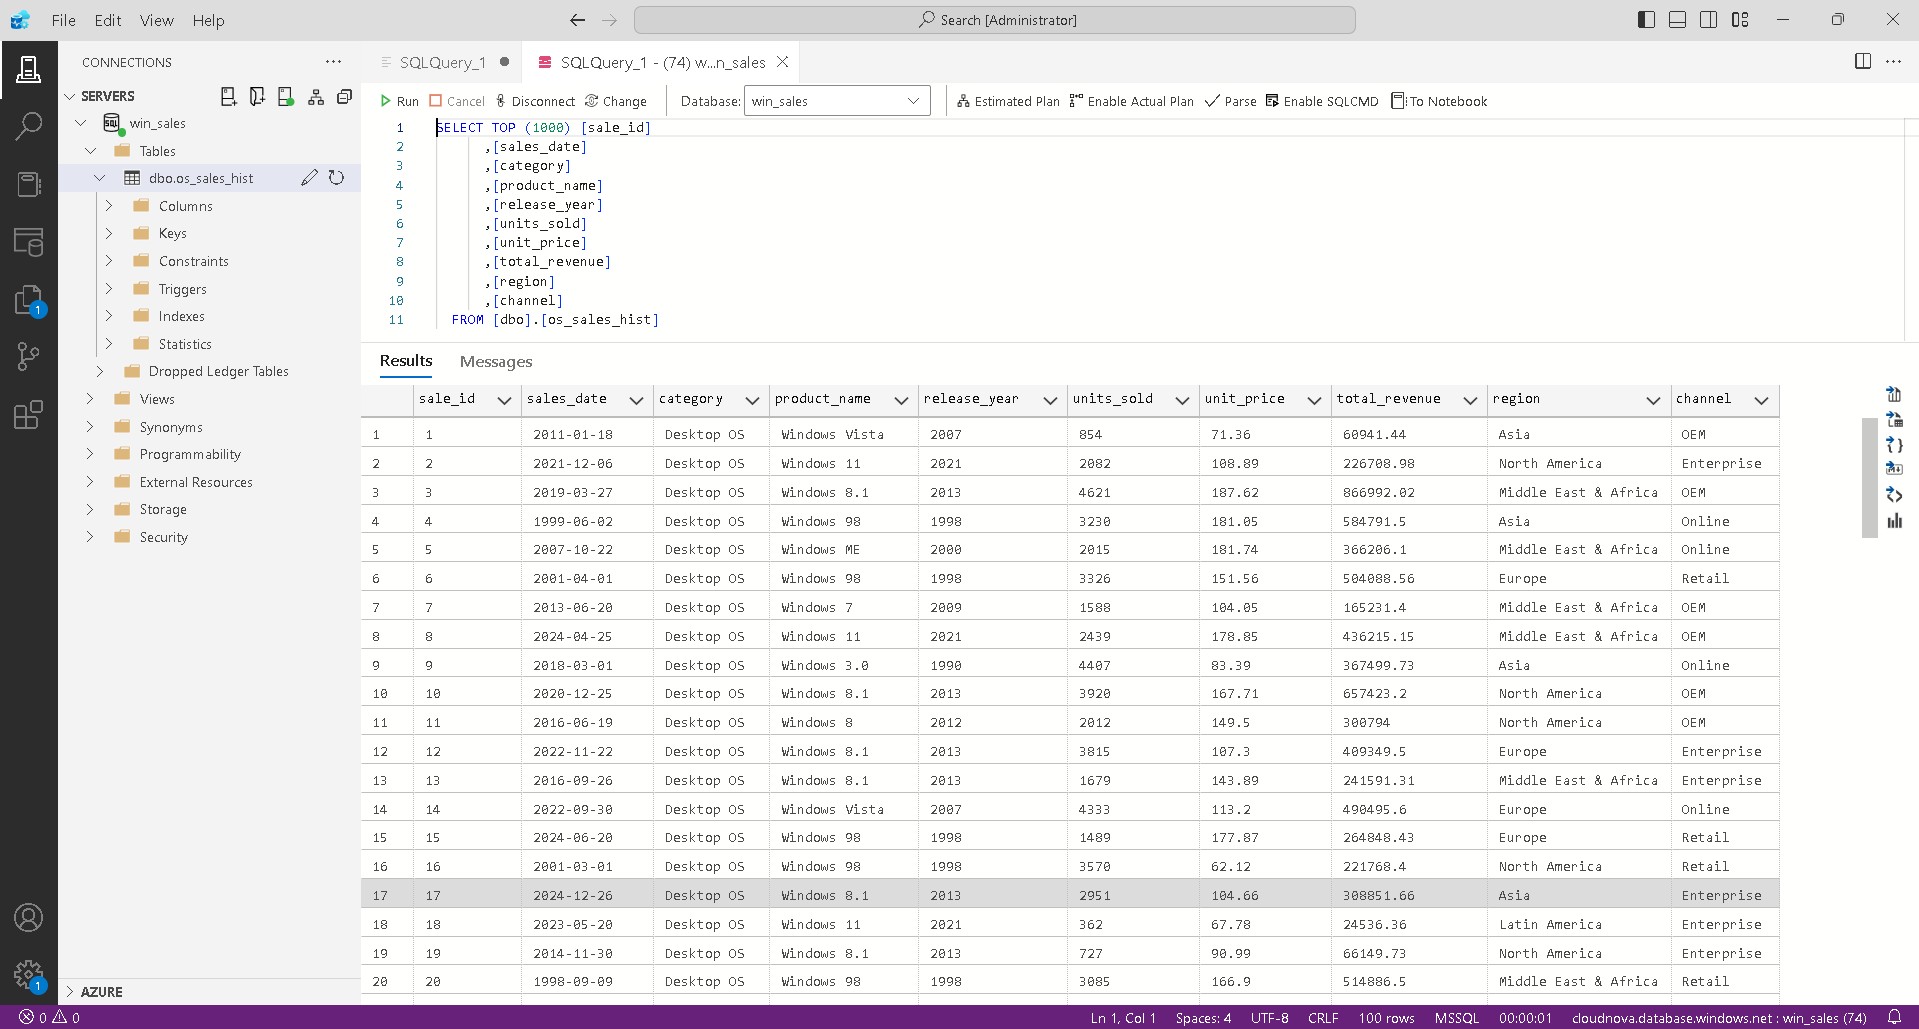 File Edit View Help
Search [Administrator]
CONNECTIONS
SERVERS
win_sales
Tables
dbo.os_sales_hist
Columns
Keys
Constraints
Triggers
Indexes
Statistics
Dropped Ledger Tables
Views
Synonyms
Programmability
External Resources
Storage
Security
AZURE
1
1
SQLQuery_1
SQLQuery_1 - (74) w...n_sales
Run Cancel Disconnect Change Database: win_sales Estimated Plan Enable Actual Plan Parse Enable SQLCMD To Notebook
1 SELECT TOP (1000) [sale_id]
2 ,[sales_date]
3 ,[category]
4 ,[product_name]
5 ,[release_year]
6 ,[units_sold]
7 ,[unit_price]
8 ,[total_revenue]
9 ,[region]
10 ,[channel]
11 FROM [dbo].[os_sales_hist]
Results Messages
sale_id sales_date category product_name release_year units_sold unit_price total_revenue region channel
1 1 2011-01-18 Desktop OS Windows Vista 2007 854 71.36 60941.44 Asia OEM
2 2 2021-12-06 Desktop OS Windows 11 2021 2082 108.89 226708.98 North America Enterprise
3 3 2019-03-27 Desktop OS Windows 8.1 2013 4621 187.62 866992.02 Middle East & Africa OEM
4 4 1999-06-02 Desktop OS Windows 98 1998 3230 181.05 584791.5 Asia Online
5 5 2007-10-22 Desktop OS Windows ME 2000 2015 181.74 366206.1 Middle East & Africa Online
6 6 2001-04-01 Desktop OS Windows 98 1998 3326 151.56 504088.56 Europe Retail
7 7 2013-06-20 Desktop OS Windows 7 2009 1588 104.05 165231.4 Middle East & Africa OEM
8 8 2024-04-25 Desktop OS Windows 11 2021 2439 178.85 436215.15 Middle East & Africa OEM
9 9 2018-03-01 Desktop OS Windows 3.0 1990 4407 83.39 367499.73 Asia Online
10 10 2020-12-25 Desktop OS Windows 8.1 2013 3920 167.71 657423.2 North America OEM
11 11 2016-06-19 Desktop OS Windows 8 2012 2012 149.5 300794 North America OEM
12 12 2022-11-22 Desktop OS Windows 8.1 2013 3815 107.3 409349.5 Europe Enterprise
13 13 2016-09-26 Desktop OS Windows 8.1 2013 1679 143.89 241591.31 Middle East & Africa Enterprise
14 14 2022-09-30 Desktop OS Windows Vista 2007 4333 113.2 490495.6 Europe Online
15 15 2024-06-20 Desktop OS Windows 98 1998 1489 177.87 264848.43 Europe Retail
16 16 2001-03-01 Desktop OS Windows 98 1998 3570 62.12 221768.4 North America Retail
17 17 2024-12-26 Desktop OS Windows 8.1 2013 2951 104.66 308851.66 Asia Enterprise
18 18 2023-05-20 Desktop OS Windows 11 2021 362 67.78 24536.36 Latin America Enterprise
19 19 2014-11-30 Desktop OS Windows 8.1 2013 727 90.99 66149.73 North America Enterprise
20 20 1998-09-09 Desktop OS Windows 98 1998 3085 166.9 514886.5 Middle East & Africa Retail
0 0 Ln 1, Col 1 Spaces: 4 UTF-8 CRLF 100 rows MSSQL 00:00:01 cloudnova.database.windows.net : win_sales (74)